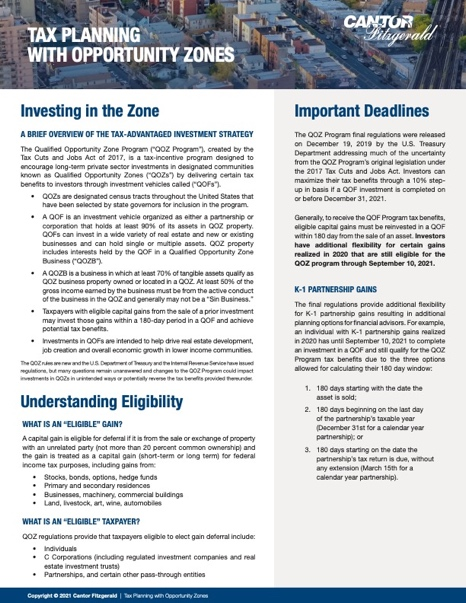 TAX PLANNING
WITH OPPORTUNITY ZONES
CANTOR
Fitzgerald
Investing in the Zone
A BRIEF OVERVIEW OF THE TAX-ADVANTAGED INVESTMENT STRATEGY
The Qualified Opportunity Zone Program ("QOZ Program"), created by the
Tax Cuts and Jobs Act of 2017, is a tax-incentive program designed to
encourage long-term private sector investments in designated communities
known as Qualified Opportunity Zones ("QOZs") by delivering certain tax
benefits to investors through investment vehicles called ("QOFs").
• QOZs are designated census tracts throughout the United States that
have been selected by state governors for inclusion in the program.
• A QOF is an investment vehicle organized as either a partnership or
corporation that holds at least 90% of its assets in QOZ property.
QOFs can invest in a wide variety of real estate and new or existing
businesses and can hold single or multiple assets. QOZ property
includes interests held by the QOF in a Qualified Opportunity Zone
Business ("QOZB").
• A QOZB is a business in which at least 70% of tangible assets qualify as
QOZ business property owned or located in a QOZ. At least 50% of the
gross income earned by the business must be from the active conduct
of the business in the QOZ and generally may not be a "Sin Business."
• Taxpayers with eligible capital gains from the sale of a prior investment
may invest those gains within a 180-day period in a QOF and achieve
potential tax benefits.
• Investments in QOFs are intended to help drive real estate development,
job creation and overall economic growth in lower income communities.
The QOZ rules are new and the U.S. Department of Treasury and the Internal Revenue Service have issued
regulations, but many questions remain unanswered and changes to the QOZ Program could impact
investments in QOZs in unintended ways or potentially reverse the tax benefits provided thereunder.
Understanding Eligibility
WHAT IS AN "ELIGIBLE" GAIN?
A capital gain is eligible for deferral if it is from the sale or exchange of property
with an unrelated party (not more than 20 percent common ownership) and
the gain is treated as a capital gain (short-term or long term) for federal
income tax purposes, including gains from:
• Stocks, bonds, options, hedge funds
• Primary and secondary residences
• Businesses, machinery, commercial buildings
• Land, livestock, art, wine, automobiles
WHAT IS AN "ELIGIBLE" TAXPAYER?
QOZ regulations provide that taxpayers eligible to elect gain deferral include:
• Individuals
• C Corporations (including regulated investment companies and real
estate investment trusts)
• Partnerships, and certain other pass-through entities
Important Deadlines
The QOZ Program final regulations were released
on December 19, 2019 by the U.S. Treasury
Department addressing much of the uncertainty
from the QOZ Program's original legislation under
the 2017 Tax Cuts and Jobs Act. Investors can
maximize their tax benefits through a 10% step-
up in basis if a QOF investment is completed on
or before December 31, 2021.
Generally, to receive the QOF Program tax benefits,
eligible capital gains must be reinvested in a QOF
within 180 day from the sale of an asset. Investors
have additional flexibility for certain gains
realized in 2020 that are still eligible for the
QOZ program through September 10, 2021.
K-1 PARTNERSHIP GAINS
The final regulations provide additional flexibility
for K-1 partnership gains resulting in additional
planning options for financial advisors. For example,
an individual with K-1 partnership gains realized
in 2020 has until September 10, 2021 to complete
an investment in a QOF and still qualify for the QOZ
Program tax benefits due to the three options
allowed for calculating their 180 day window:
1. 180 days starting with the date the
asset is sold;
2. 180 days beginning on the last day
of the partnership's taxable year
(December 31st for a calendar year
partnership); or
3. 180 days starting on the date the
partnership's tax return is due, without
any extension (March 15th for a
calendar year partnership).
Copyright © 2021 Cantor Fitzgerald | Tax Planning with Opportunity Zones